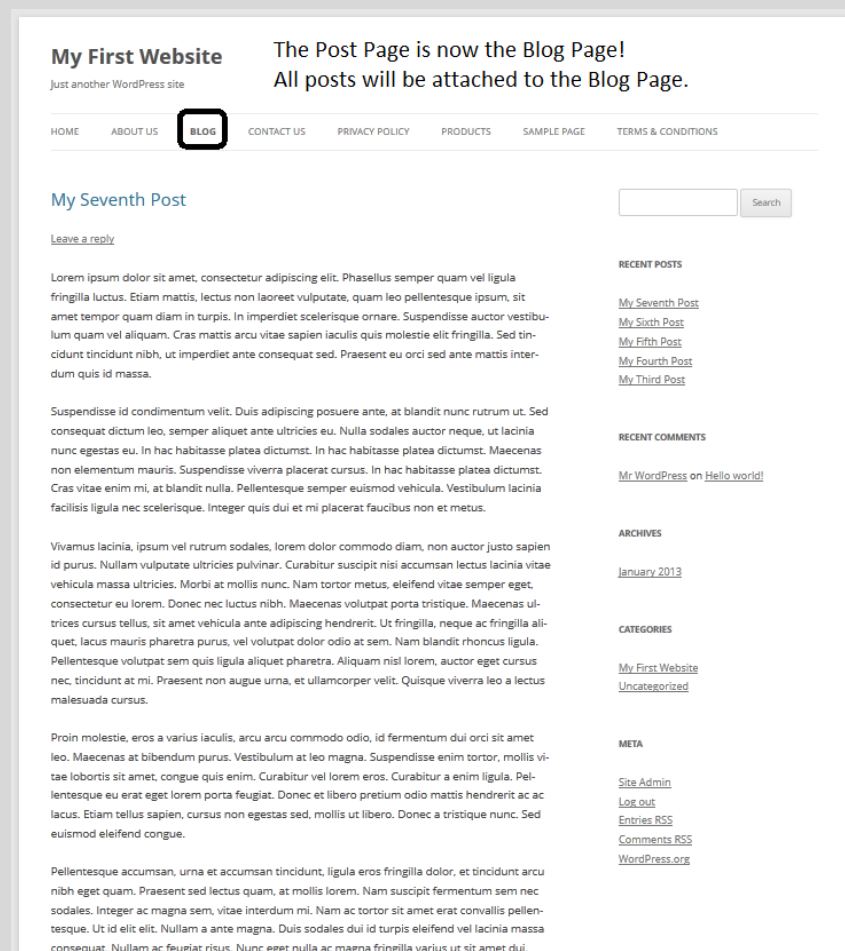 My First Website
Just another WordPress site
The Post Page is now the Blog Page!
All posts will be attached to the Blog Page.
HOME ABOUT US BLOG CONTACT US PRIVACY POLICY PRODUCTS SAMPLE PAGE TERMS & CONDITIONS
My Seventh Post
Leave a reply
Lorem ipsum dolor sit amet, consectetur adipiscing elit. Phasellus semper quam vel ligula
fringilla luctus. Etiam mattis, lectus non laoreet vulputate, quam leo pellentesque ipsum, sit
amet tempor quam diam in turpis. In imperdiet scelerisque ornare. Suspendisse auctor vestibu-
lum quam vel aliquam. Cras mattis arcu vitae sapien iaculis quis molestie elit fringilla. Sed tin-
cidunt tincidunt nibh, ut imperdiet ante consequat sed. Praesent eu orci sed ante mattis inter-
dum quis id massa.
Suspendisse id condimentum velit. Duis adipiscing posuere ante, at blandit nunc rutrum ut. Sed
consequat dictum leo, semper aliquet ante ultricies eu. Nulla sodales auctor neque, ut lacinia
nunc egestas eu. In hac habitasse platea dictumst. In hac habitasse platea dictumst. Maecenas
non elementum mauris. Suspendisse viverra placerat cursus. In hac habitasse platea dictumst.
Cras vitae enim mi, at blandit nulla. Pellentesque semper euismod vehicula. Vestibulum lacinia
facilisis ligula nec scelerisque. Integer quis dui et mi placerat faucibus non et metus.
Vivamus lacinia, ipsum vel rutrum sodales, lorem dolor commodo diam, non auctor justo sapien
id purus. Nullam vulputate ultricies pulvinar. Curabitur suscipit nisi accumsan lectus lacinia vitae
vehicula massa ultricies. Morbi at mollis nunc. Nam tortor metus, eleifend vitae semper eget,
consectetur eu lorem. Donec nec luctus nibh. Maecenas volutpat porta tristique. Maecenas ul-
trices cursus tellus, sit amet vehicula ante adipiscing hendrerit. Ut fringilla, neque ac fringilla ali-
quet, lacus mauris pharetra purus, vel volutpat dolor odio at sem. Nam blandit rhoncus ligula.
Pellentesque volutpat sem quis ligula aliquet pharetra. Aliquam nisl lorem, auctor eget cursus
nec, tincidunt at mi. Praesent non augue urna, et ullamcorper velit. Quisque viverra leo a lectus
malesuada cursus.
Proin molestie, eros a varius iaculis, arcu arcu commodo odio, id fermentum dui orci sit amet
leo. Maecenas at bibendum purus. Vestibulum at leo magna. Suspendisse enim tortor, mollis vi-
tae lobortis sit amet, congue quis enim. Curabitur vel lorem eros. Curabitur a enim ligula. Pel-
lentesque eu erat eget lorem porta feugiat. Donec et libero pretium odio mattis hendrerit ac ac
lacus. Etiam tellus sapien, cursus non egestas sed, mollis ut libero. Donec a tristique nunc. Sed
euismod eleifend congue.
Pellentesque accumsan, urna et accumsan tincidunt, ligula eros fringilla dolor, et tincidunt arcu
nibh eget quam. Praesent sed lectus quam, at mollis lorem. Nam suscipit fermentum sem nec
sodales. Integer ac magna sem, vitae interdum mi. Nam ac tortor sit amet erat convallis pellen-
tesque. Ut id elit elit. Nullam a ante magna. Duis sodales dui id turpis eleifend vel lacinia massa
consequat. Nullam ac feugiat risus. Nunc eget nulla ac magna fringilla varius ut sit amet dui.
Search
RECENT POSTS
My Seventh Post
My Sixth Post
My Fifth Post
My Fourth Post
My Third Post
RECENT COMMENTS
Mr WordPress on Hello world!
ARCHIVES
January 2013
CATEGORIES
My First Website
Uncategorized
META
Site Admin
Log out
Entries RSS
Comments RSS
WordPress.org